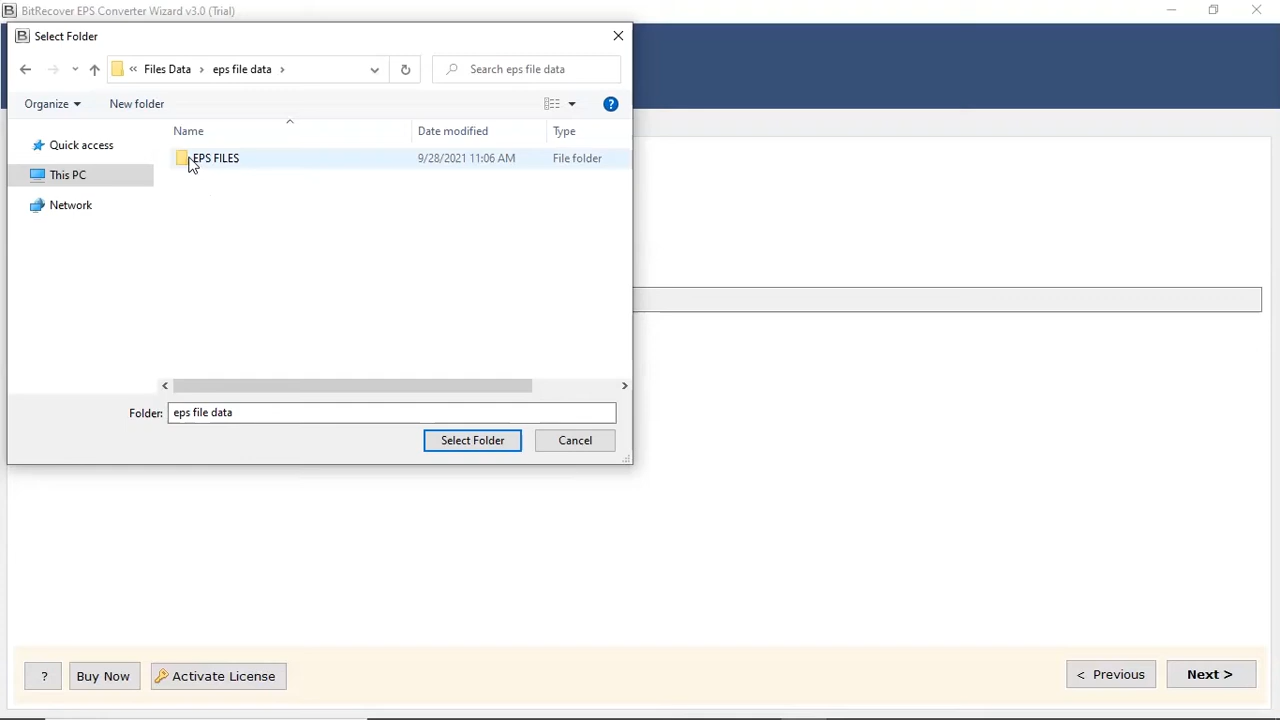 BitRecover EPS Converter Wizard v3.0 (Trial)
Select Folder
Files Data > eps file data >
Search eps file data
Organize
New folder
?
Name
Date modified
Type
Quick access
EPS FILES
9/28/2021 11:06 AM
File folder
This PC
Network
Folder:
eps file data
Select Folder
Cancel
?
Buy Now
Activate License
< Previous
Next >